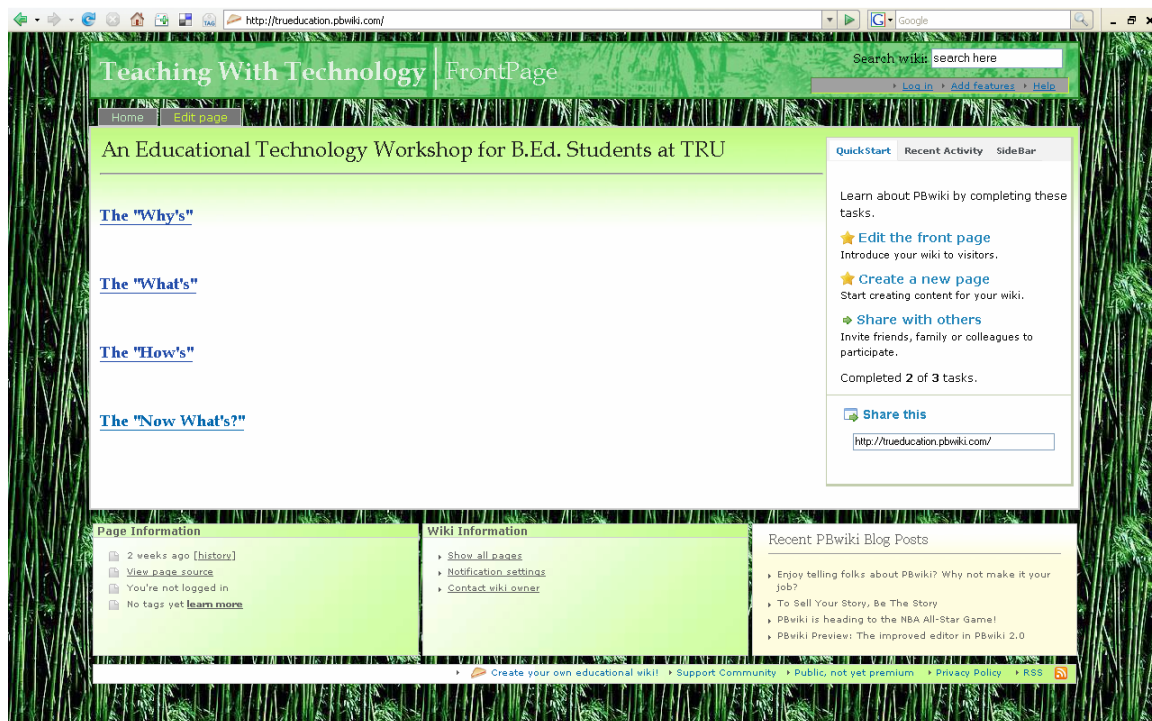 TAG
http://trueducation.pbwiki.com/
G
Google
Teaching With Technology
FrontPage
Search wiki:
search here
Log in
Add features
Help
Home
Edit page
An Educational Technology Workshop for B.Ed. Students at TRU
The "Why's"
The "What's"
The "How's"
The "Now What's?"
QuickStart
Recent Activity
SideBar
Learn about PBwiki by completing these
tasks.
Edit the front page
Introduce your wiki to visitors.
Create a new page
Start creating content for your wiki.
Share with others
Invite friends, family or colleagues to
participate.
Completed 2 of 3 tasks.
Share this
http://trueducation.pbwiki.com/
Page Information
2 weeks ago [history]
View page source
You're not logged in
No tags yet learn more
Wiki Information
Show all pages
Notification settings
Contact wiki owner
Recent PBwiki Blog Posts
Enjoy telling folks about PBwiki? Why not make it your
job?
To Sell Your Story, Be The Story
PBwiki is heading to the NBA All-Star Game!
PBwiki Preview: The improved editor in PBwiki 2.0
Create your own educational wiki!
Support Community
Public, not yet premium
Privacy Policy
RSS